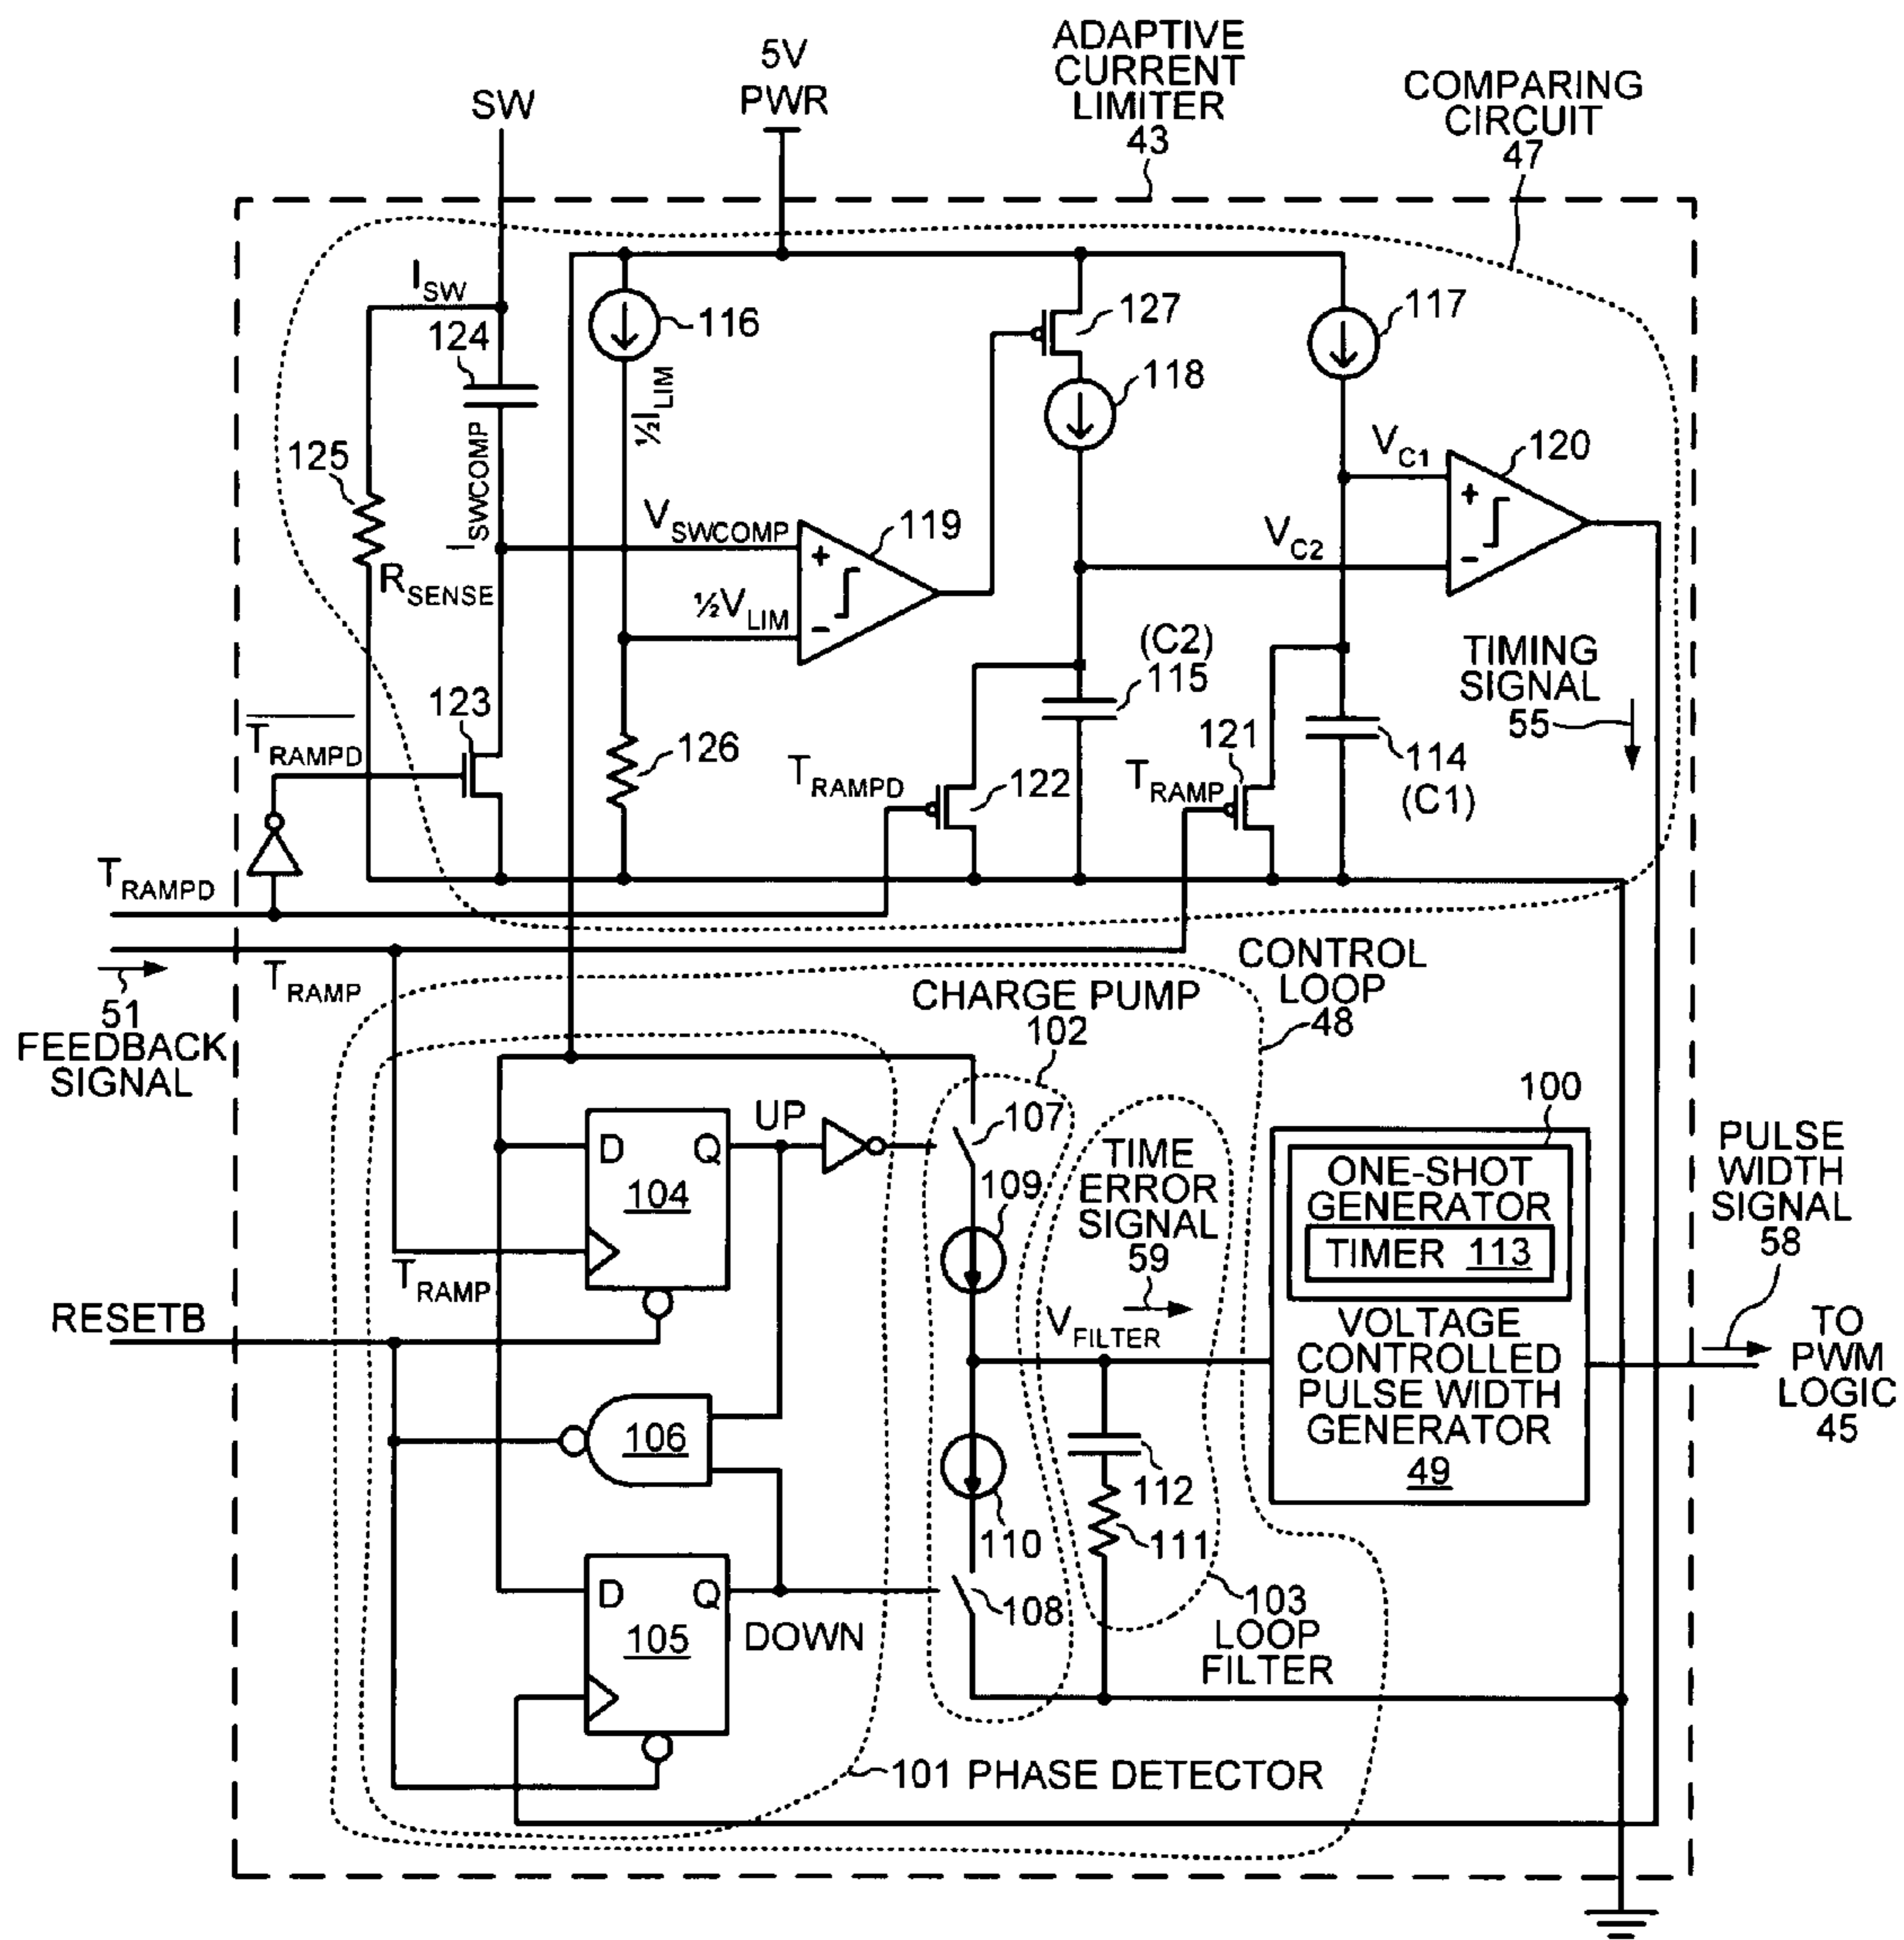 SW
5V
PWR
ADAPTIVE
CURRENT
LIMITER
43
COMPARING
CIRCUIT
47
I_SW
124
116
127
117
118
½I_LIM
I_SWCOMP
125
R_SENSE
V_SWCOMP
+
-
119
½V_LIM
V_C1
120
+
-
V_C2
(C2)
115
TIMING
SIGNAL
55
123
T_RAMPD
126
T_RAMPD
122
121
T_RAMP
114
(C1)
T_RAMPD
T_RAMP
51
FEEDBACK
SIGNAL
CONTROL
LOOP
48
CHARGE PUMP
102
UP
D
Q
104
T_RAMP
107
109
TIME
ERROR
SIGNAL
59
V_FILTER
100
ONE-SHOT
GENERATOR
TIMER 113
VOLTAGE
CONTROLLED
PULSE WIDTH
GENERATOR
49
PULSE
WIDTH
SIGNAL
58
TO
PWM
LOGIC
45
RESETB
106
110
112
111
D
Q
105
DOWN
108
103
LOOP
FILTER
101 PHASE DETECTOR